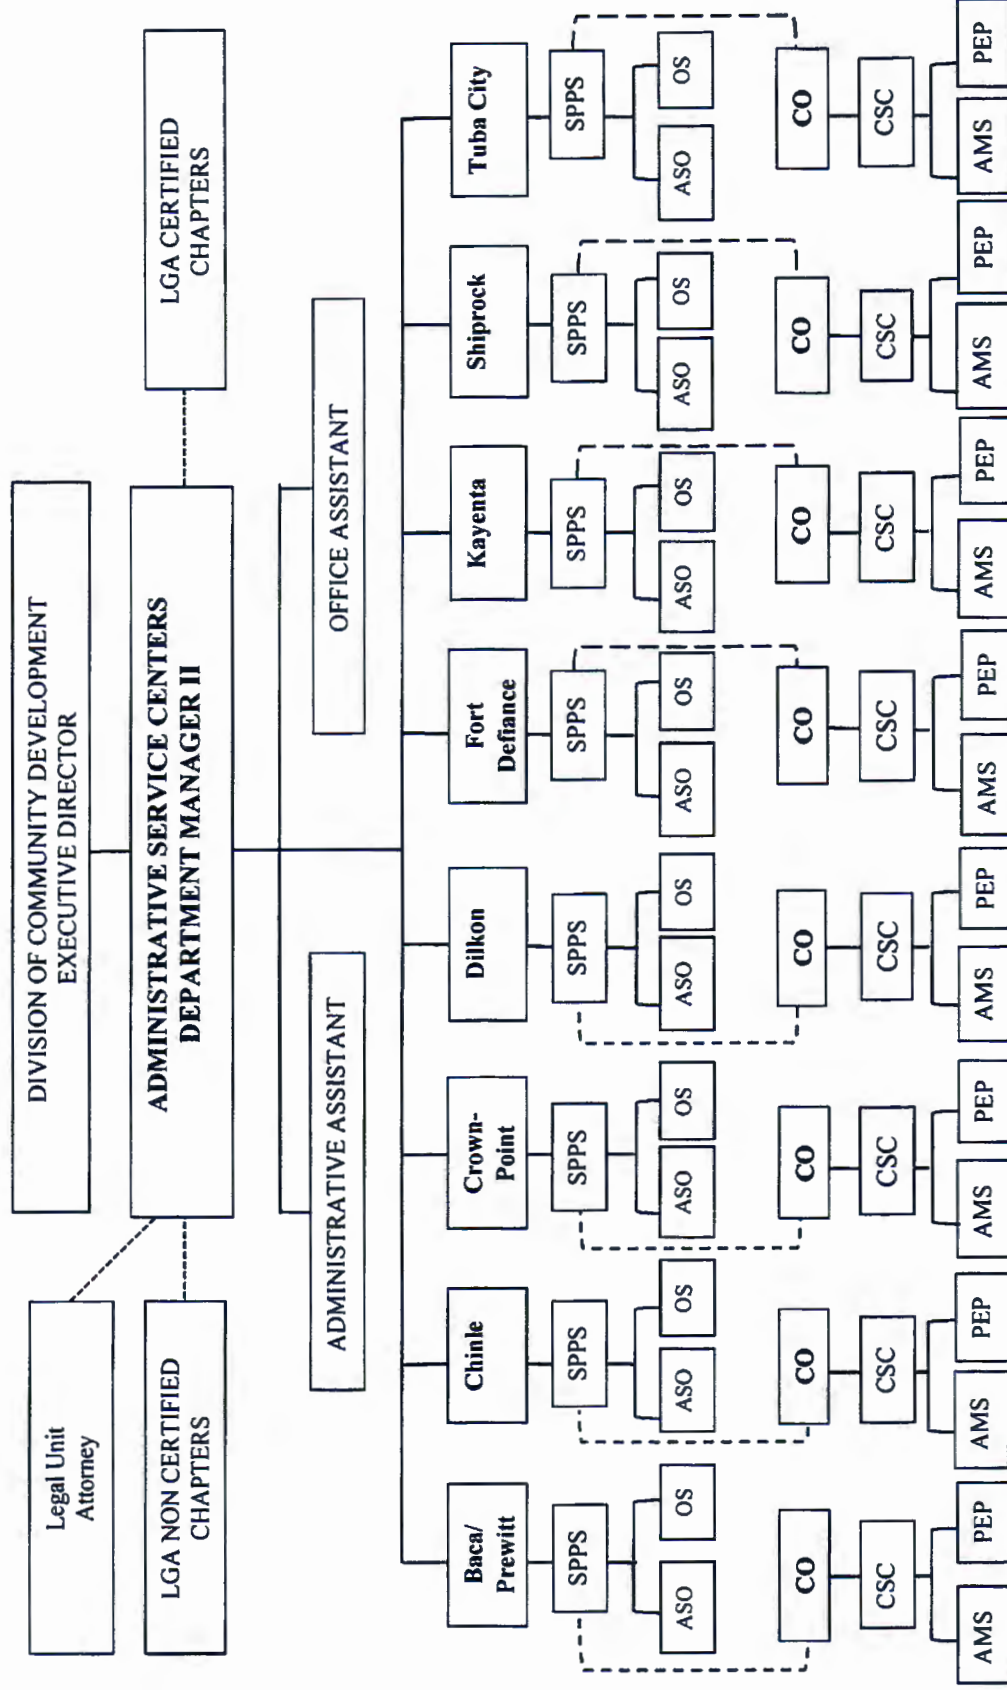 DIVISION OF COMMUNITY DEVELOPMENT
EXECUTIVE DIRECTOR
Legal Unit
Attorney
ADMINISTRATIVE SERVICE CENTERS
DEPARTMENT MANAGER II
LGA NON CERTIFIED
CHAPTERS
LGA CERTIFIED
CHAPTERS
ADMINISTRATIVE ASSISTANT
OFFICE ASSISTANT
Baca/
Prewitt
Chinle
Crown-
Point
Dilkon
Fort
Defiance
Kayenta
Shiprock
Tuba City
SPPS
SPPS
SPPS
SPPS
SPPS
SPPS
SPPS
SPPS
ASO
OS
ASO
OS
ASO
OS
ASO
OS
ASO
OS
ASO
OS
ASO
OS
ASO
OS
CO
CO
CO
CO
CO
CO
CO
CO
CSC
CSC
CSC
CSC
CSC
CSC
CSC
CSC
AMS
PEP
AMS
PEP
AMS
PEP
AMS
PEP
AMS
PEP
AMS
PEP
AMS
PEP
AMS
PEP